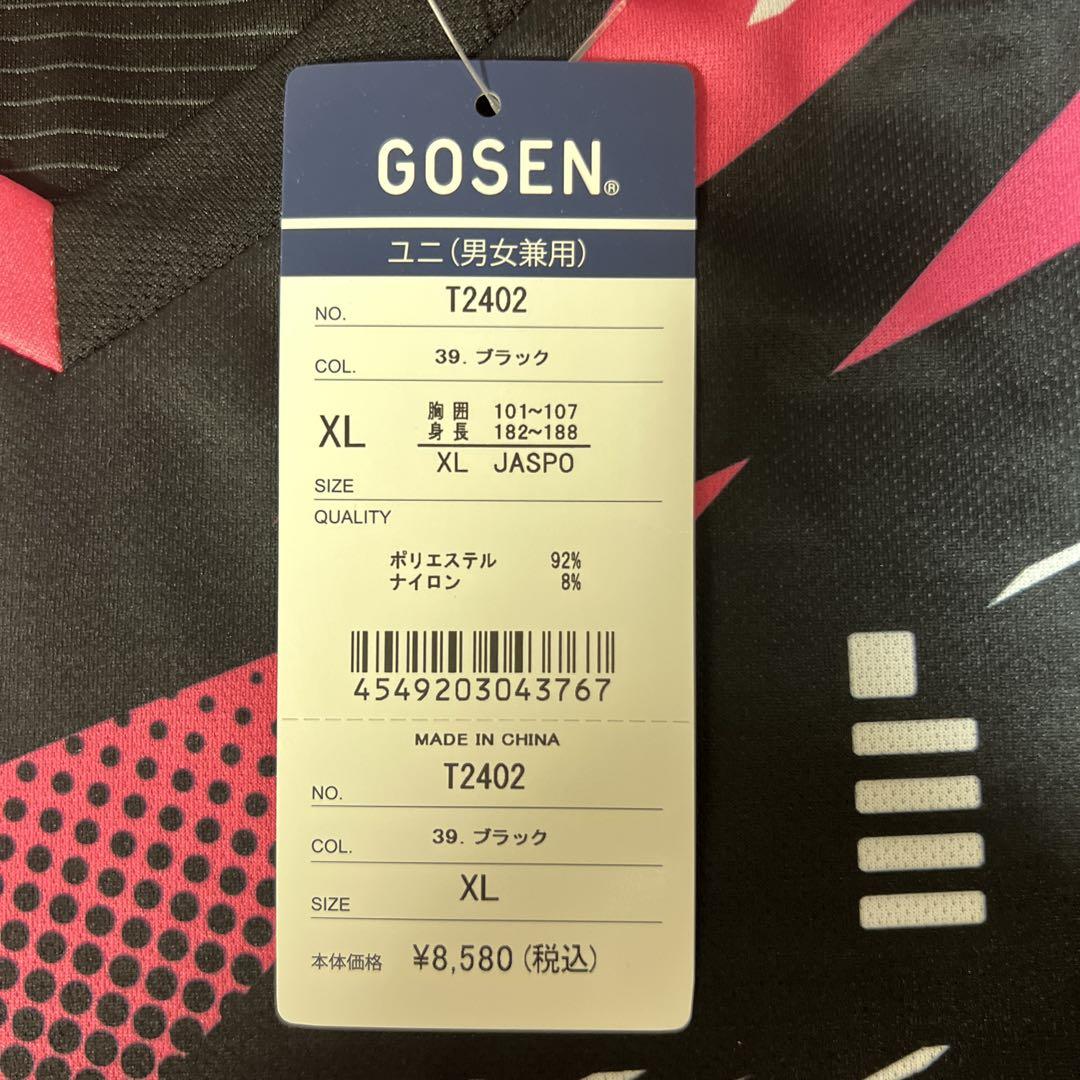 GOSEN®
ユニ(男女兼用)
NO. T2402
COL. 39. ブラック
胸囲 101~107
身長 182~188
XL
XL JASPO
SIZE
QUALITY
ポリエステル 92%
ナイロン 8%
4549203043767
MADE IN CHINA
NO. T2402
COL. 39. ブラック
SIZE XL
本体価格 ¥8,580(税込)